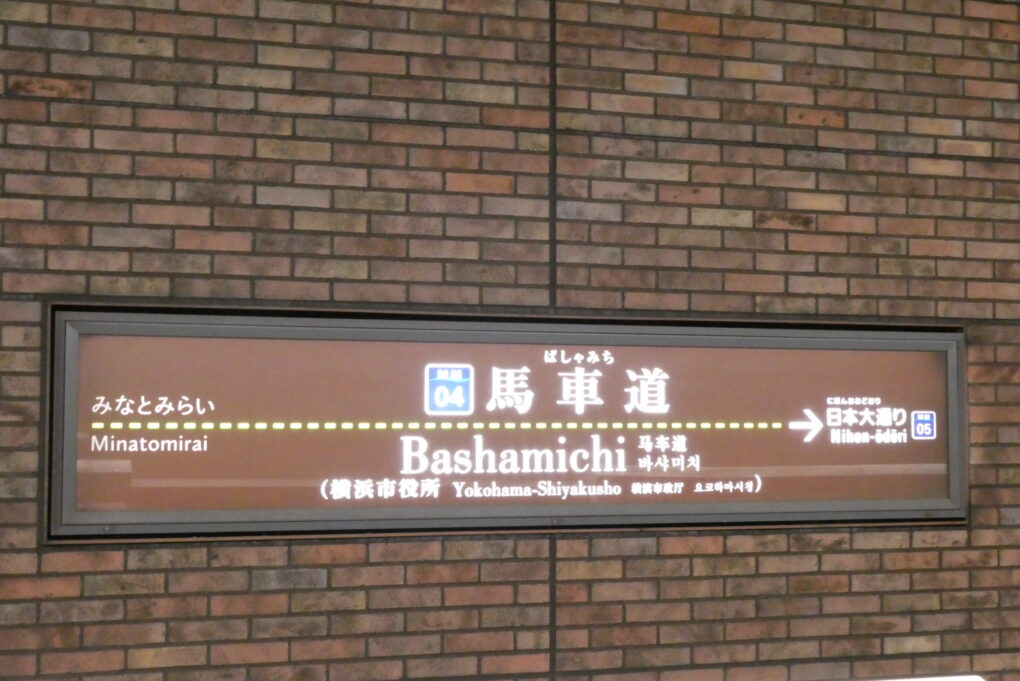 みなとみらい
Minatomirai
ばしゃみち
MM
04
馬車道
Bashamichi
马车道
바샤미치
(横浜市役所 Yokohama-Shiyakusho 横滨市政厅 요코하마시청)
にほんおおどおり
日本大通り
Nihon-ōdōri
MM
05